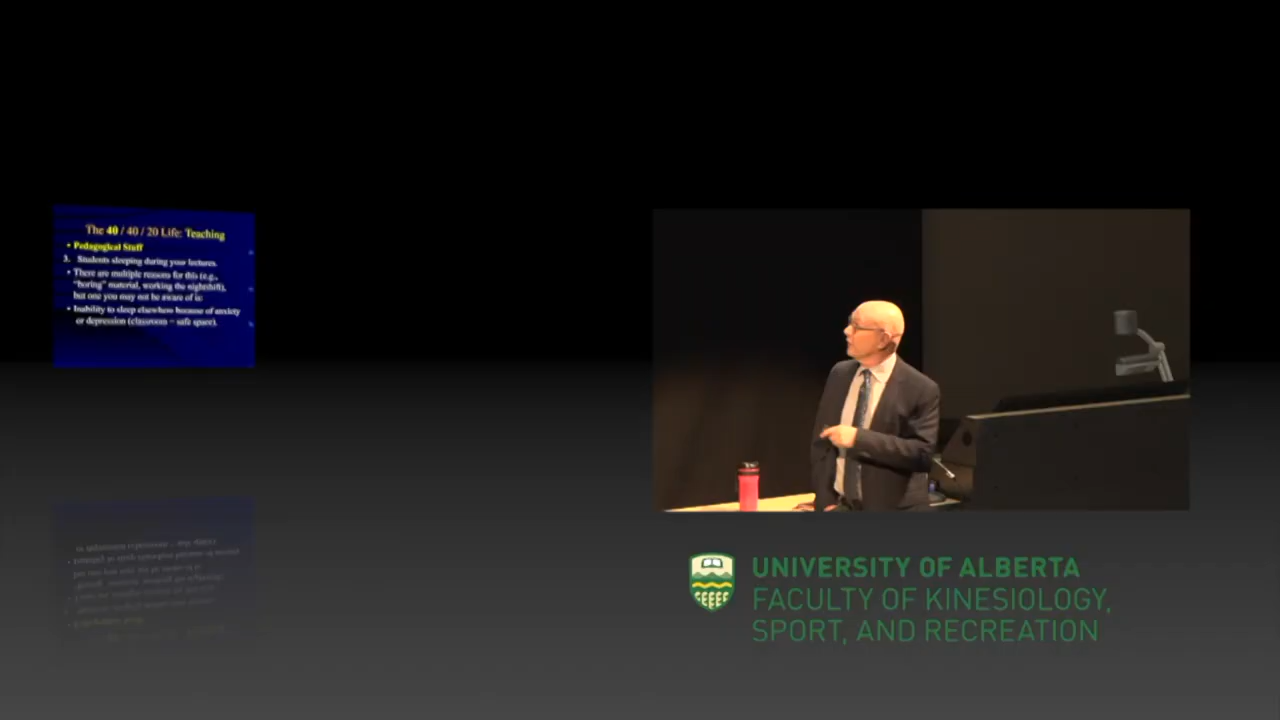 The 40 / 40 / 20 Life: Teaching
• Pedagogical Stuff
3. Students sleeping during your lectures.
• There are multiple reasons for this (e.g.,
"boring" material, working the nightshift),
but one you may not be aware of is:
• Inability to sleep elsewhere because of anxiety
or depression (classroom = safe space).
UNIVERSITY OF ALBERTA
FACULTY OF KINESIOLOGY,
SPORT, AND RECREATION